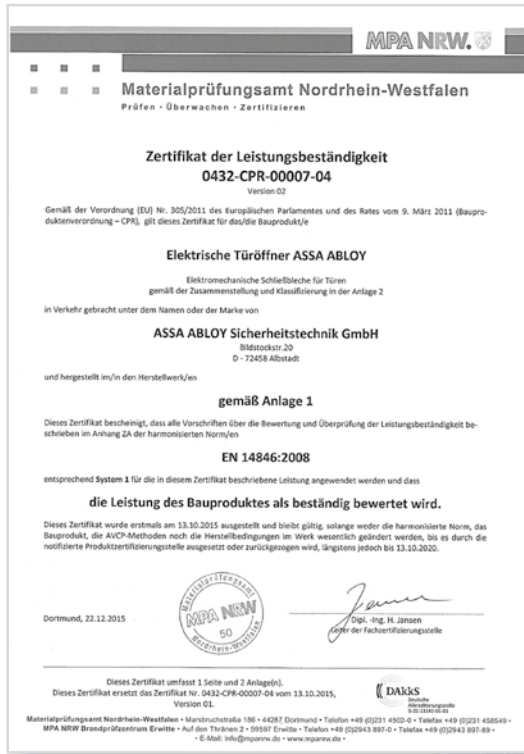 MPA NRW.
Materialprüfungsamt Nordrhein-Westfalen
Prüfen · Überwachen · Zertifizieren
Zertifikat der Leistungsbeständigkeit
0432-CPR-00007-04
Version 02
Gemäß der Verordnung (EU) Nr. 305/2011 des Europäischen Parlamentes und des Rates vom 9. März 2011 (Baupro-
duktenverordnung – CPR), gilt dieses Zertifikat für das/die Bauprodukt/e
Elektrische Türöffner ASSA ABLOY
Elektromechanische Schließbleche für Türen
gemäß der Zusammenstellung und Klassifizierung in der Anlage 2
in Verkehr gebracht unter dem Namen oder der Marke von
ASSA ABLOY Sicherheitstechnik GmbH
Bildstockstr.20
D - 72458 Albstadt
und hergestellt im/in den Herstellwerk/en
gemäß Anlage 1
Dieses Zertifikat bescheinigt, dass alle Vorschriften über die Bewertung und Überprüfung der Leistungsbeständigkeit be-
schrieben im Anhang ZA der harmonisierten Norm/en
EN 14846:2008
entsprechend System 1 für die in diesem Zertifikat beschriebene Leistung angewendet werden und dass
die Leistung des Bauproduktes als beständig bewertet wird.
Dieses Zertifikat wurde erstmals am 13.10.2015 ausgestellt und bleibt gültig, solange weder die harmonisierte Norm, das
Bauprodukt, die AVCP-Methoden noch die Herstellbedingungen im Werk wesentlich geändert werden, bis es durch die
notifizierte Produktzertifizierungsstelle ausgesetzt oder zurückgezogen wird, längstens jedoch bis 13.10.2020.
Materialprüfungsamt
MPA NRW
50
Nordrhein-Westfalen
Dortmund, 22.12.2015
Dipl. -Ing. H. Jansen
Leiter der Fachzertifizierungsstelle
Dieses Zertifikat umfasst 1 Seite und 2 Anlage(n).
Dieses Zertifikat ersetzt das Zertifikat Nr. 0432-CPR-00007-04 vom 13.10.2015,
Version 01.
DAkkS
Deutsche
Akkreditierungsstelle
D-ZE-11142-01-01
Materialprüfungsamt Nordrhein-Westfalen • Marsbruchstraße 186 • 44287 Dortmund • Telefon +49 (0)231 4502-0 • Telefax +49 (0)231 458549 •
MPA NRW Brandprüfzentrum Erwitte • Auf den Thränen 2 • 59597 Erwitte • Telefon +49 (0)2943 897-0 • Telefax +49 (0)2943 897-89 •
• E-Mail: info@mpanrw.de • www.mpanrw.de •